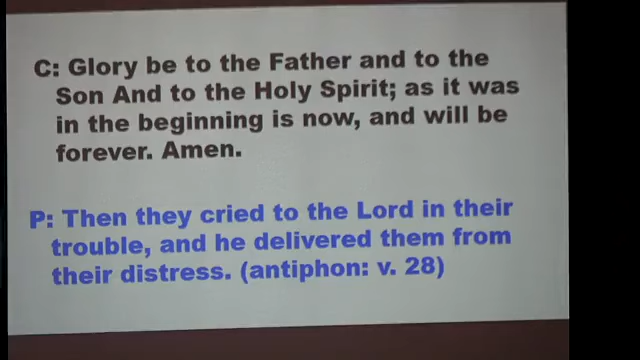 C: Glory be to the Father and to the
Son And to the Holy Spirit; as it was
in the beginning is now, and will be
forever. Amen.
P: Then they cried to the Lord in their
trouble, and he delivered them from
their distress. (antiphon: v. 28)